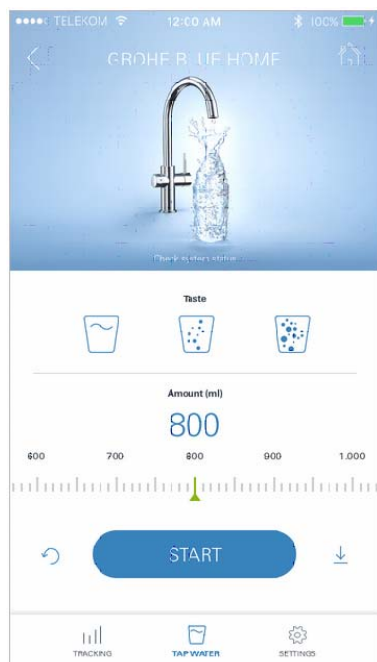 TELEKOM 12:00 AM 100%
GROHE BLUE HOME
Check system status
Taste
Amount (ml)
800
600 700 800 900 1.000
START
TRACKING TAP WATER SETTINGS